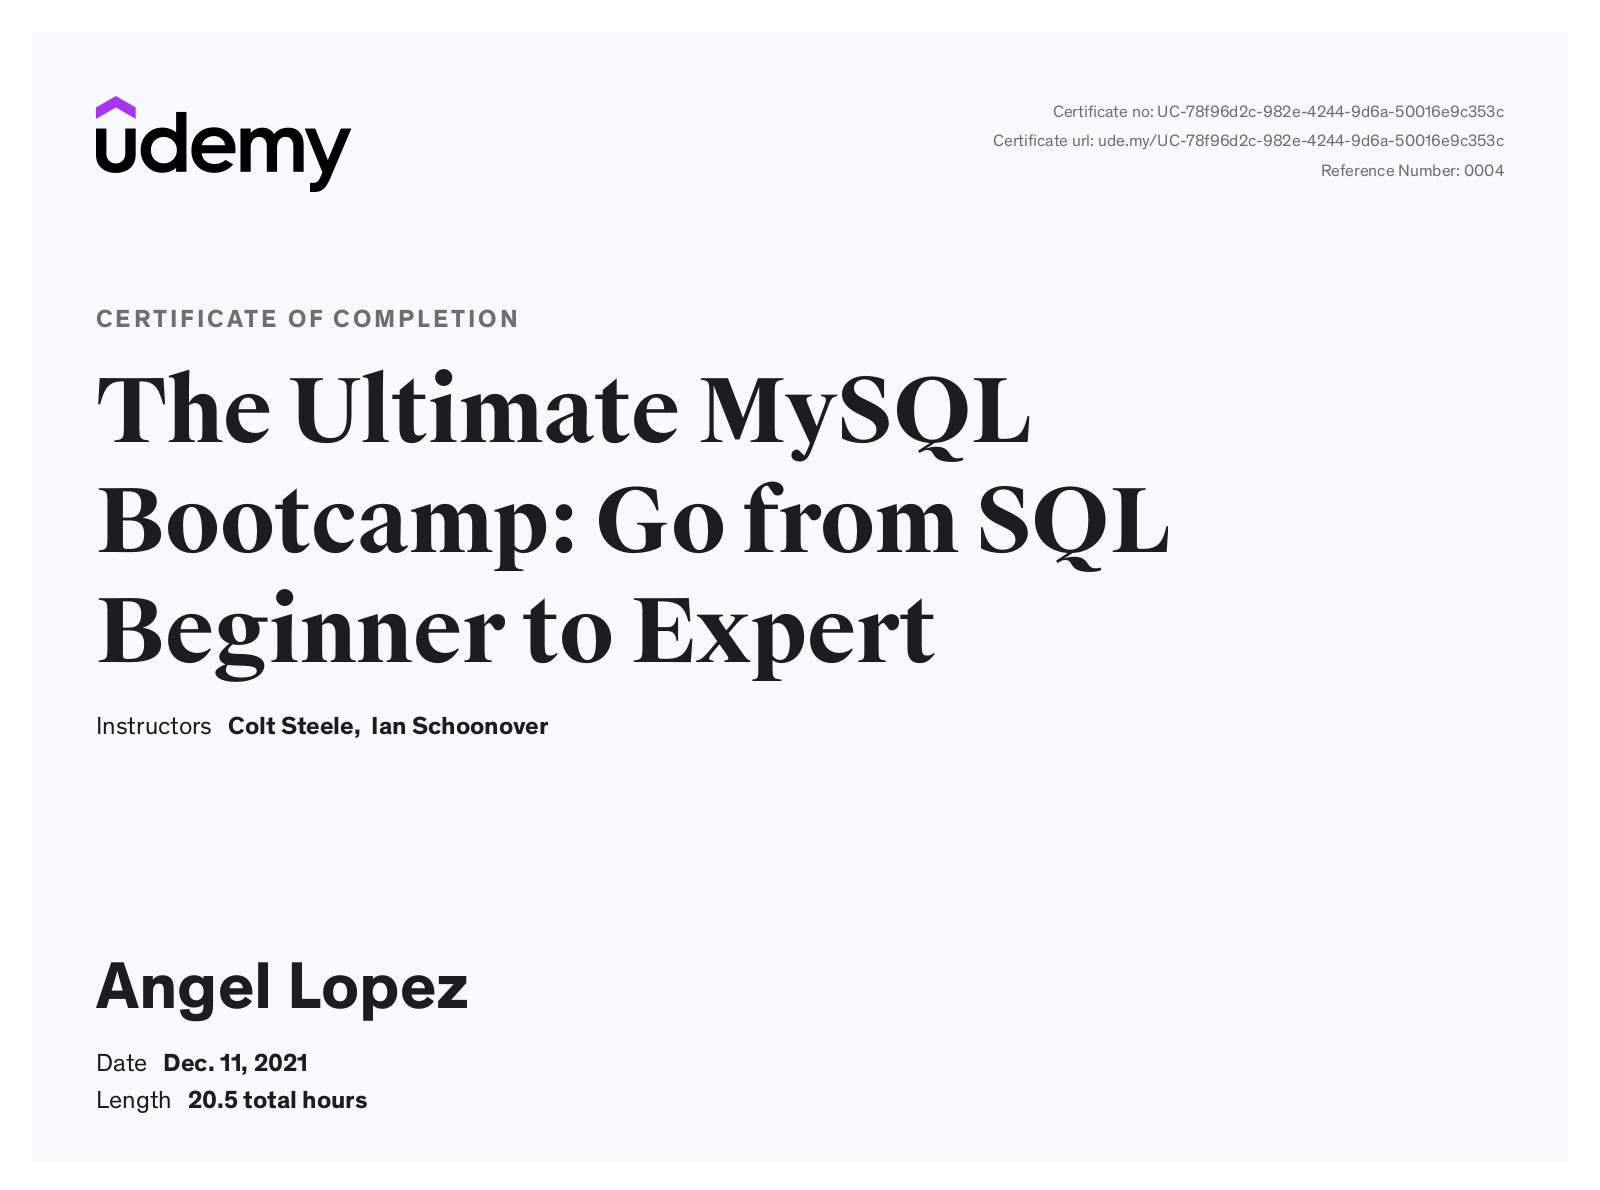 udemy
Certificate no: UC-78f96d2c-982e-4244-9d6a-50016e9c353c
Certificate url: ude.my/UC-78f96d2c-982e-4244-9d6a-50016e9c353c
Reference Number: 0004
CERTIFICATE OF COMPLETION
The Ultimate MySQL
Bootcamp: Go from SQL
Beginner to Expert
Instructors Colt Steele, Ian Schoonover
Angel Lopez
Date Dec. 11, 2021
Length 20.5 total hours